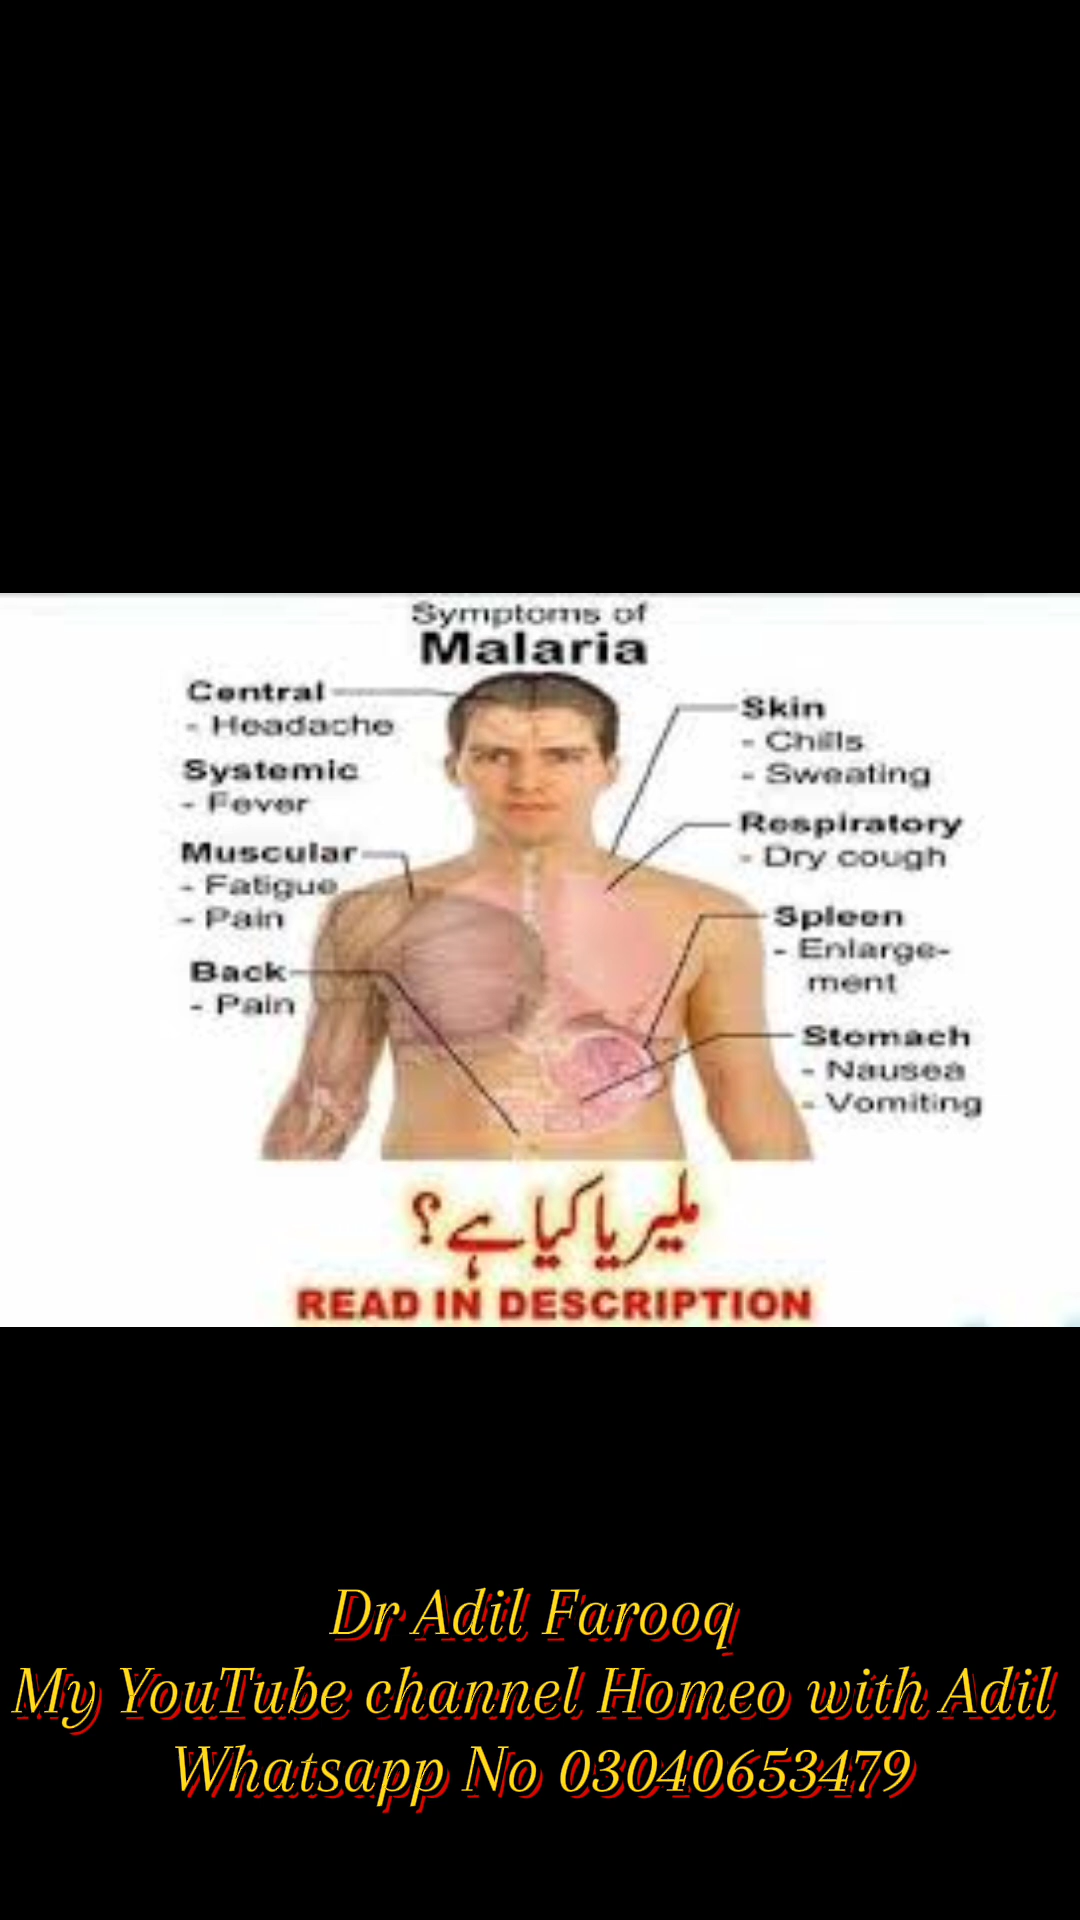 Symptoms of
Malaria
Central
- Headache
Systemic
- Fever
Muscular
- Fatigue
- Pain
Back
- Pain
Skin
- Chills
- Sweating
Respiratory
- Dry cough
Spleen
- Enlarge-
ment
Stomach
- Nausea
- Vomiting
ملیریا کیا ہے؟
READ IN DESCRIPTION
Dr Adil Farooq
My YouTube channel Homeo with Adil
Whatsapp No 03040653479